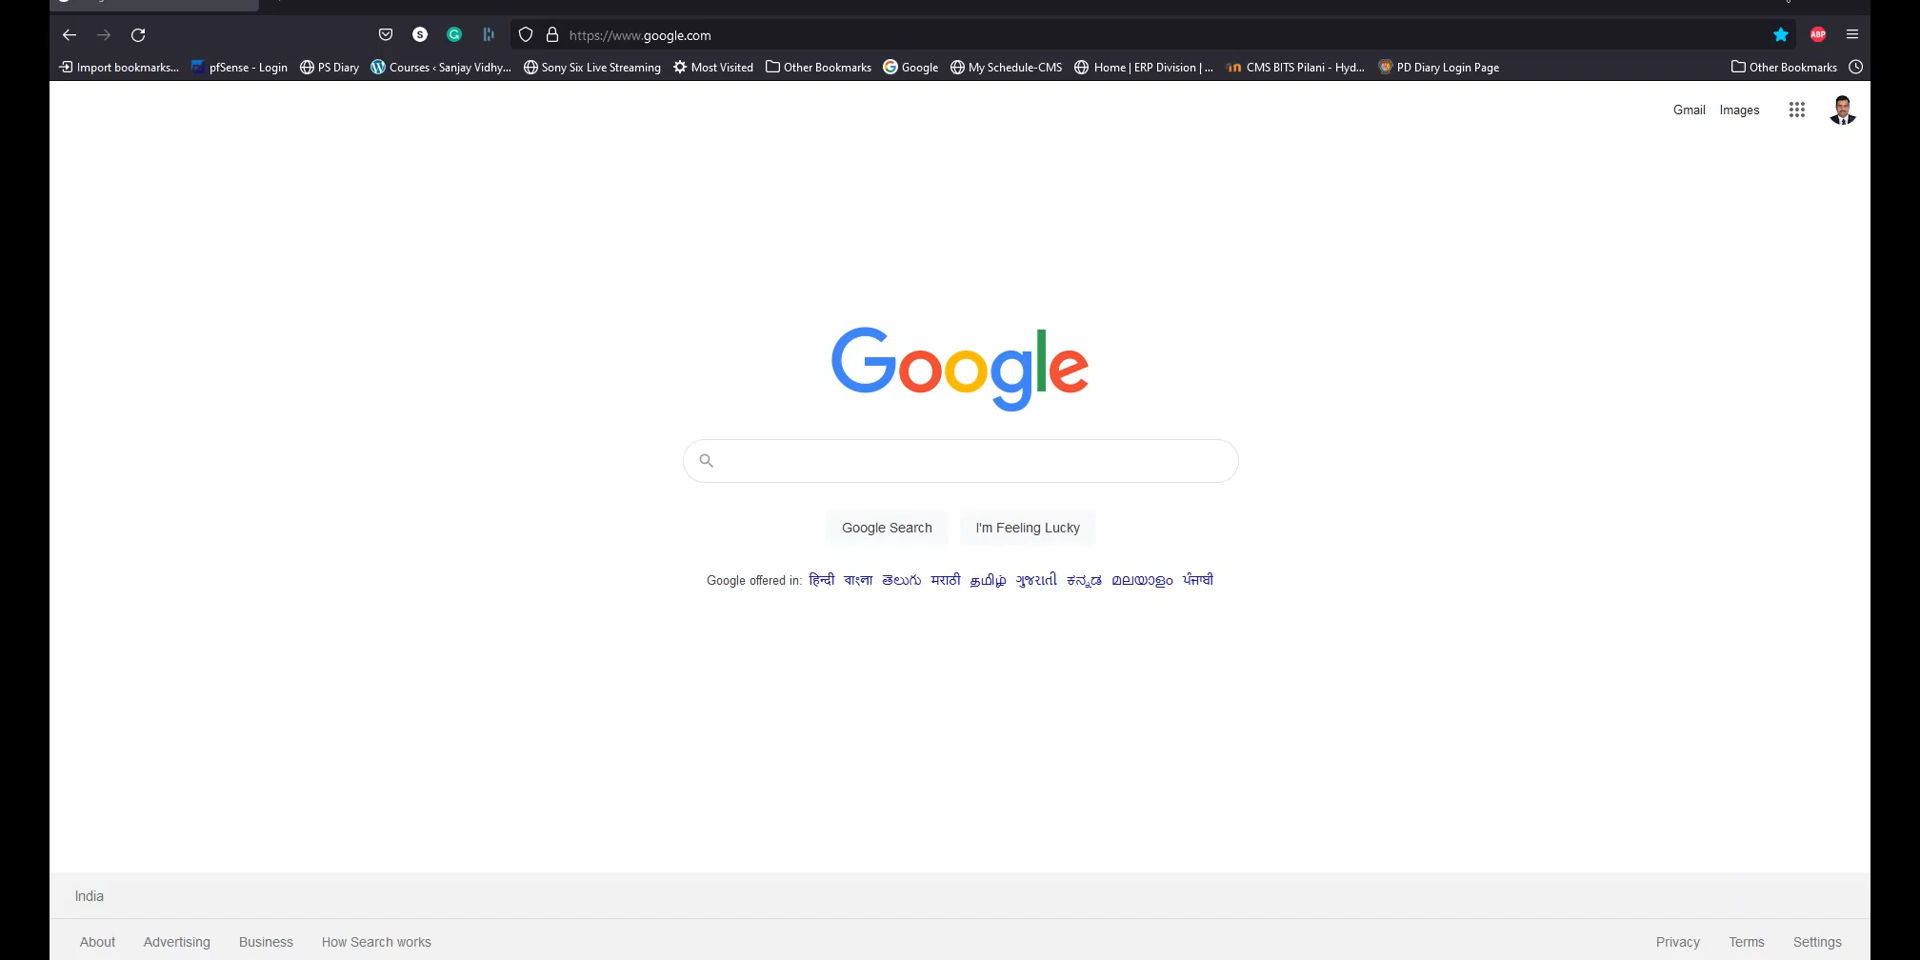 https://www.google.com
Import bookmarks... pfSense - Login PS Diary Courses ‹ Sanjay Vidhy... Sony Six Live Streaming Most Visited Other Bookmarks Google My Schedule-CMS Home | ERP Division | ... CMS BITS Pilani - Hyd... PD Diary Login Page Other Bookmarks
Gmail Images
Google
Google Search I'm Feeling Lucky
Google offered in: हिन्दी বাংলা తెలుగు मराठी தமிழ் ગુજરાતી ಕನ್ನಡ മലയാളം ਪੰਜਾਬੀ
India
About Advertising Business How Search works Privacy Terms Settings